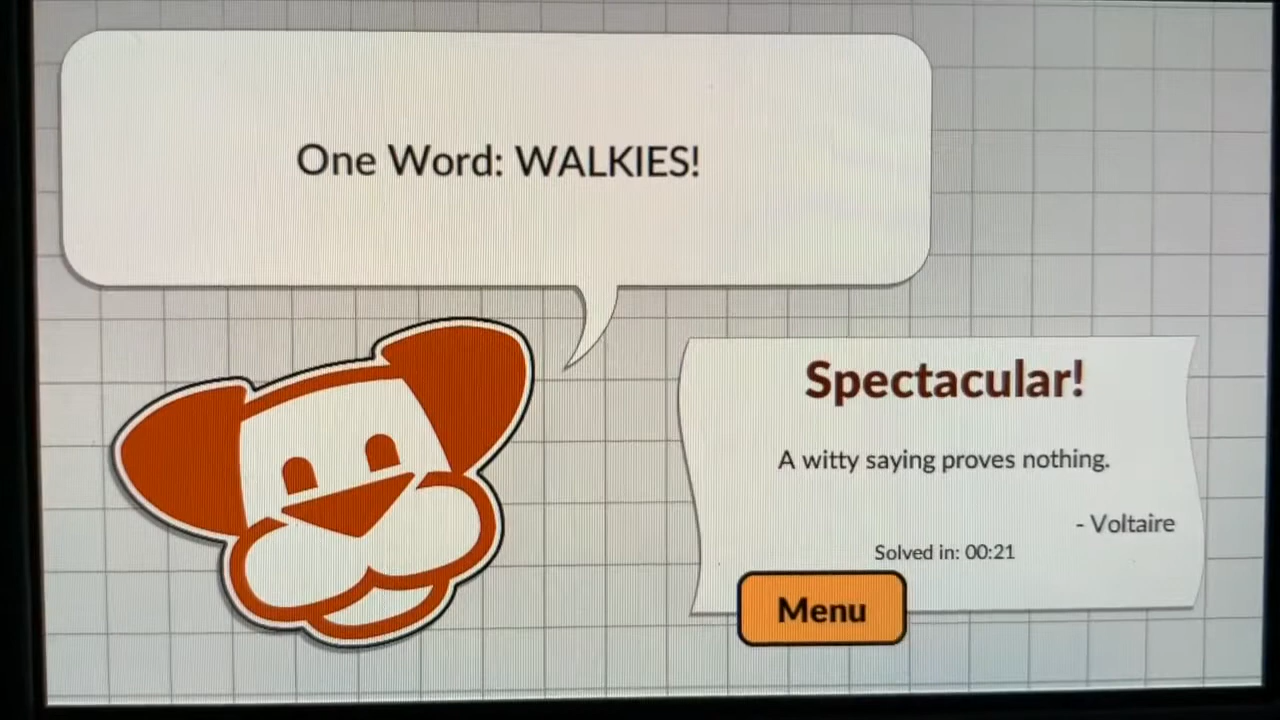 One Word: WALKIES!
Spectacular!
A witty saying proves nothing.
- Voltaire
Solved in: 00:21
Menu